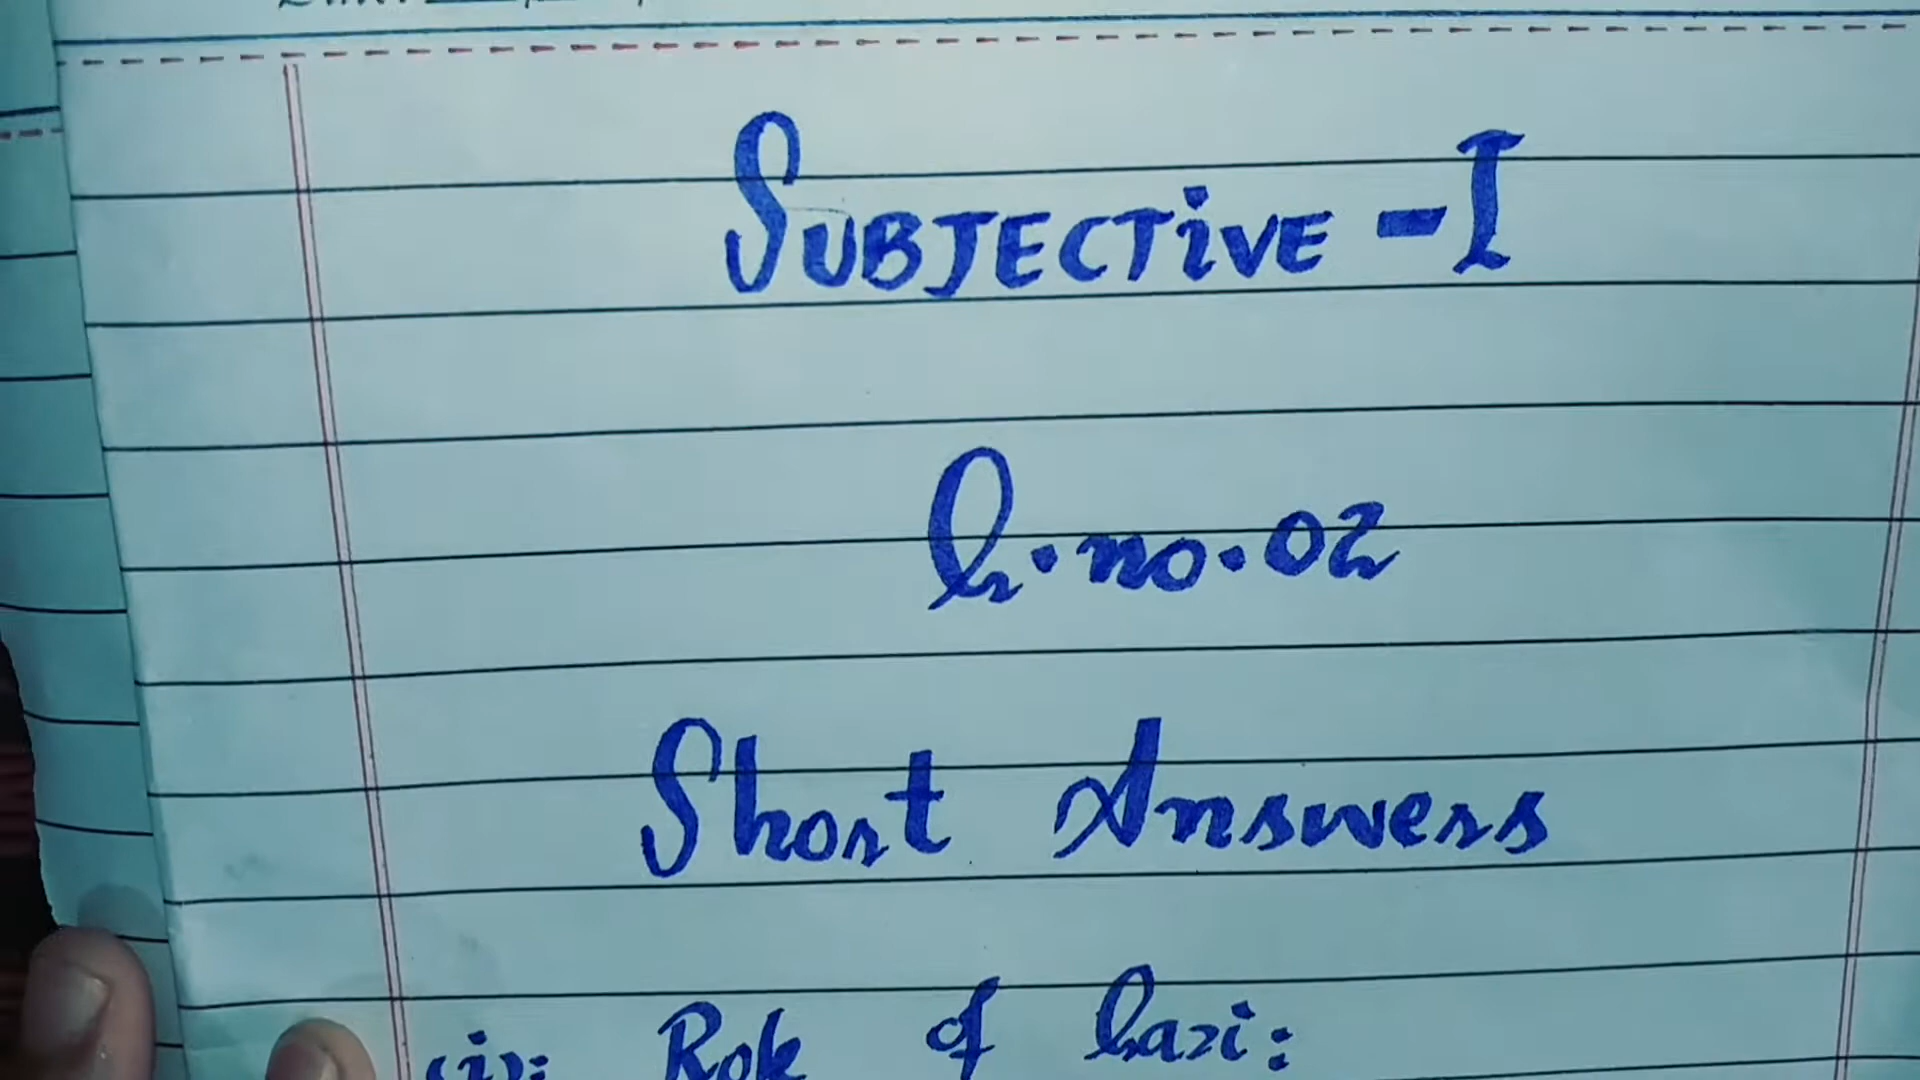 SUBJECTiVE - I
Q. no. 02
Short Answers
(i): Role of Qazi: